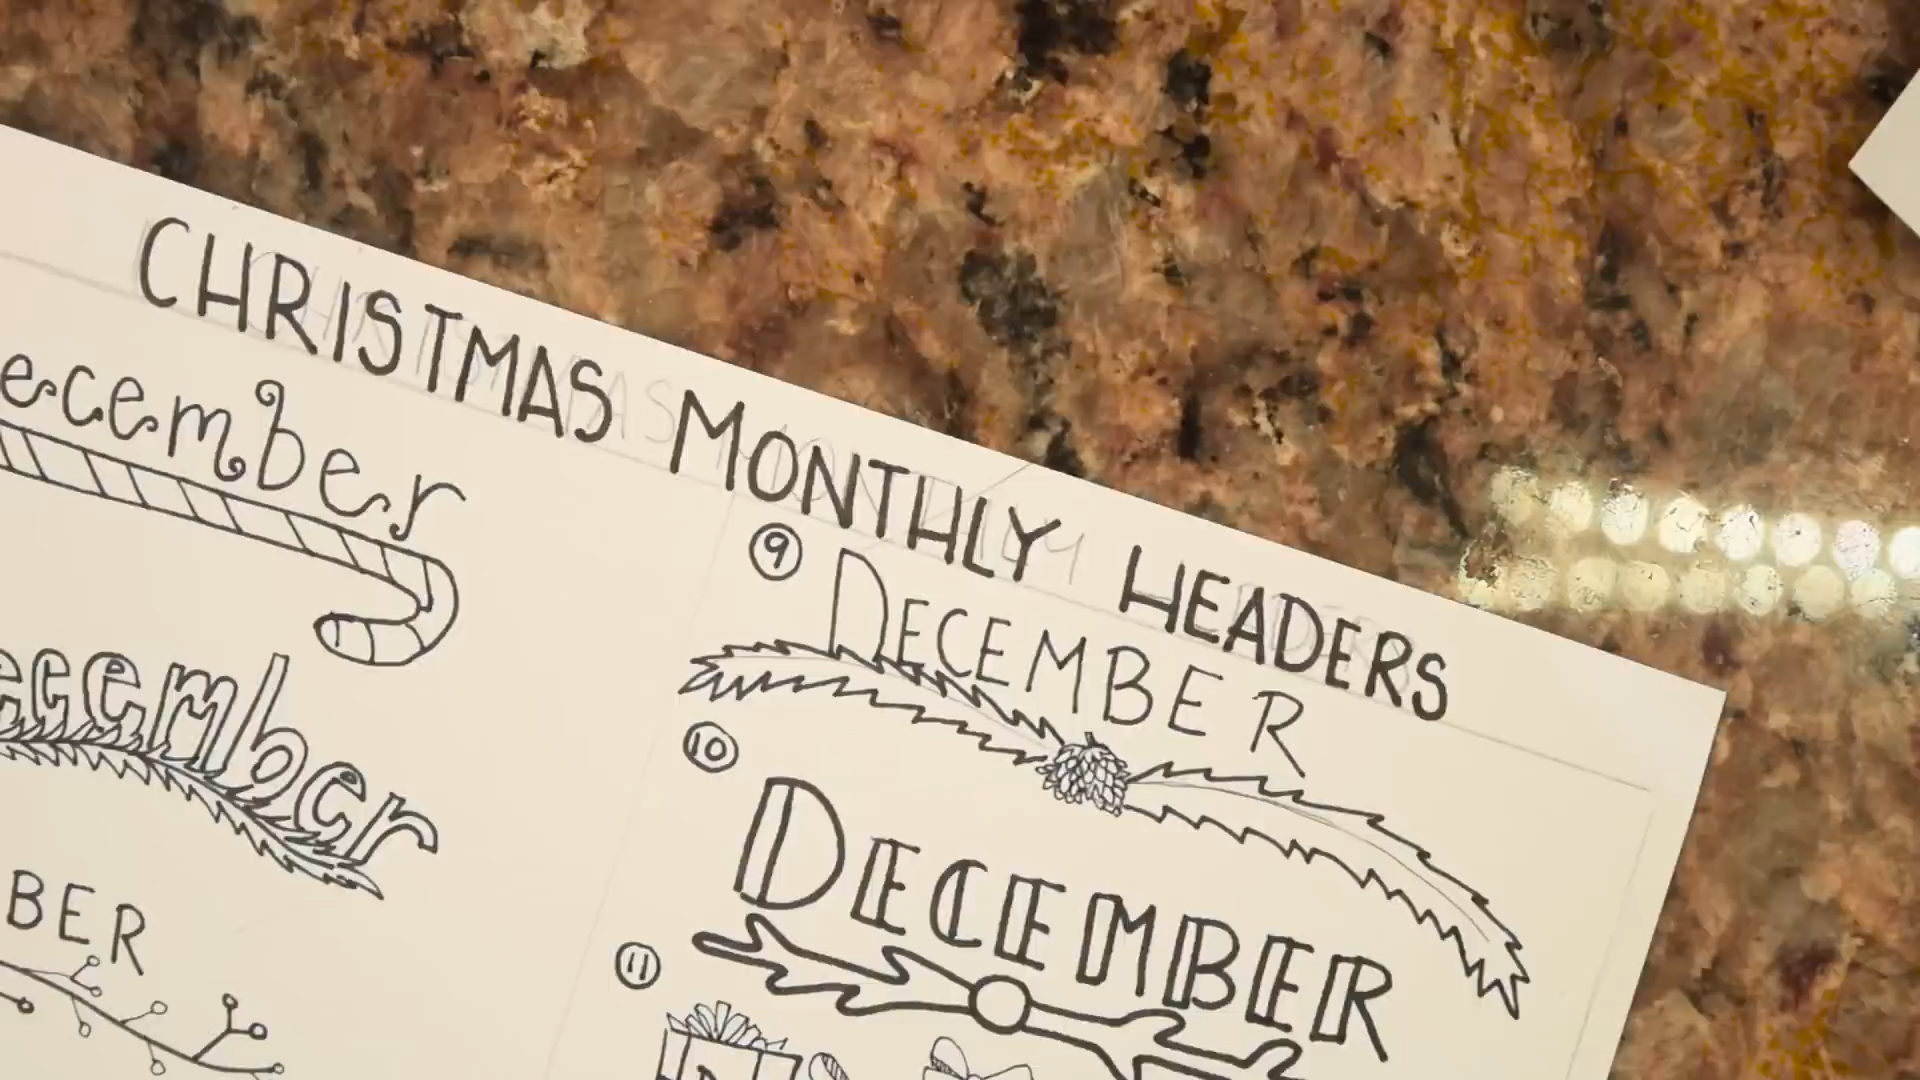 CHRISTMAS MONTHLY HEADERS
ecember
ecember
BER
9
DECEMBER
10
DECEMBER
11